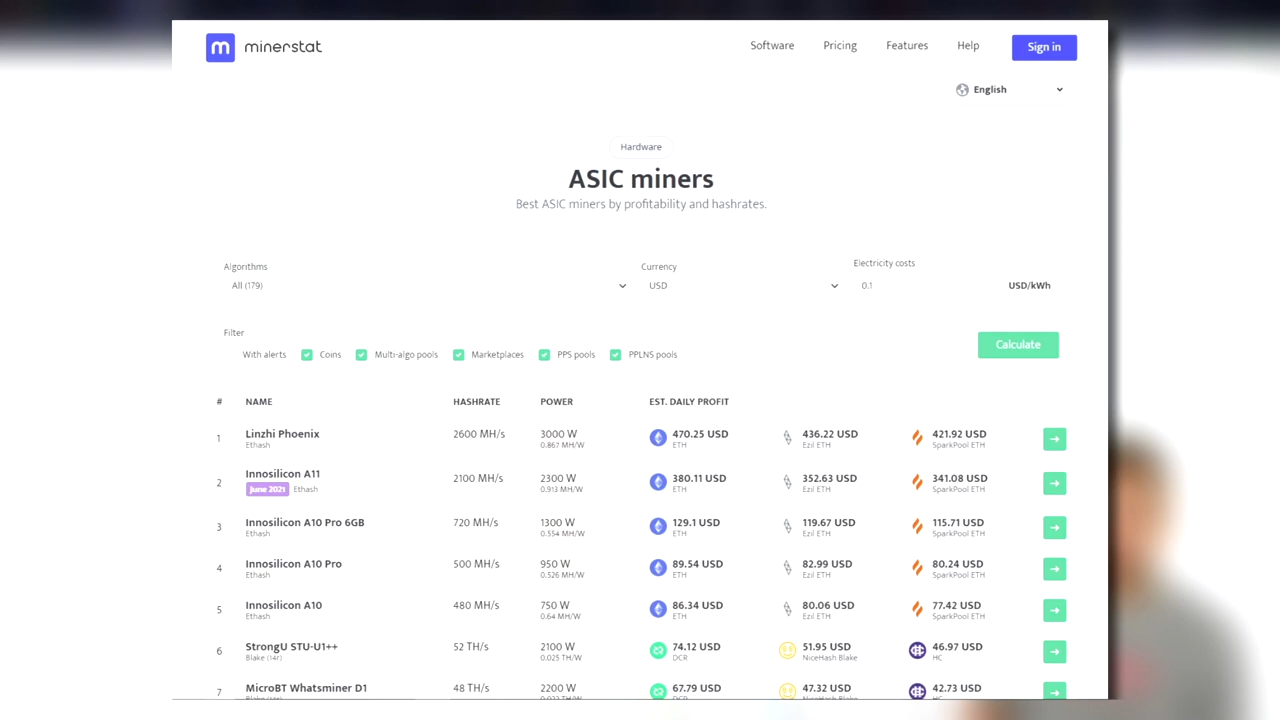 minerstat
Software Pricing Features Help Sign in
English
Hardware
ASIC miners
Best ASIC miners by profitability and hashrates.
Algorithms Currency Electricity costs
All (179) USD 0.1 USD/kWh
Filter
With alerts Coins Multi-algo pools Marketplaces PPS pools PPLNS pools Calculate
# NAME HASHRATE POWER EST. DAILY PROFIT
1 Linzhi Phoenix 2600 MH/s 3000 W 470.25 USD 436.22 USD 421.92 USD
Ethash 0.867 MH/W ETH Ezil ETH SparkPool ETH
2 Innosilicon A11 2100 MH/s 2300 W 380.11 USD 352.63 USD 341.08 USD
June 2021 Ethash 0.913 MH/W ETH Ezil ETH SparkPool ETH
3 Innosilicon A10 Pro 6GB 720 MH/s 1300 W 129.1 USD 119.67 USD 115.71 USD
Ethash 0.554 MH/W ETH Ezil ETH SparkPool ETH
4 Innosilicon A10 Pro 500 MH/s 950 W 89.54 USD 82.99 USD 80.24 USD
Ethash 0.526 MH/W ETH Ezil ETH SparkPool ETH
5 Innosilicon A10 480 MH/s 750 W 86.34 USD 80.06 USD 77.42 USD
Ethash 0.64 MH/W ETH Ezil ETH SparkPool ETH
6 StrongU STU-U1++ 52 TH/s 2100 W 74.12 USD 51.95 USD 46.97 USD
Blake (14r) 0.025 TH/W DCR NiceHash Blake HC
7 MicroBT Whatsminer D1 48 TH/s 2200 W 67.79 USD 47.32 USD 42.73 USD